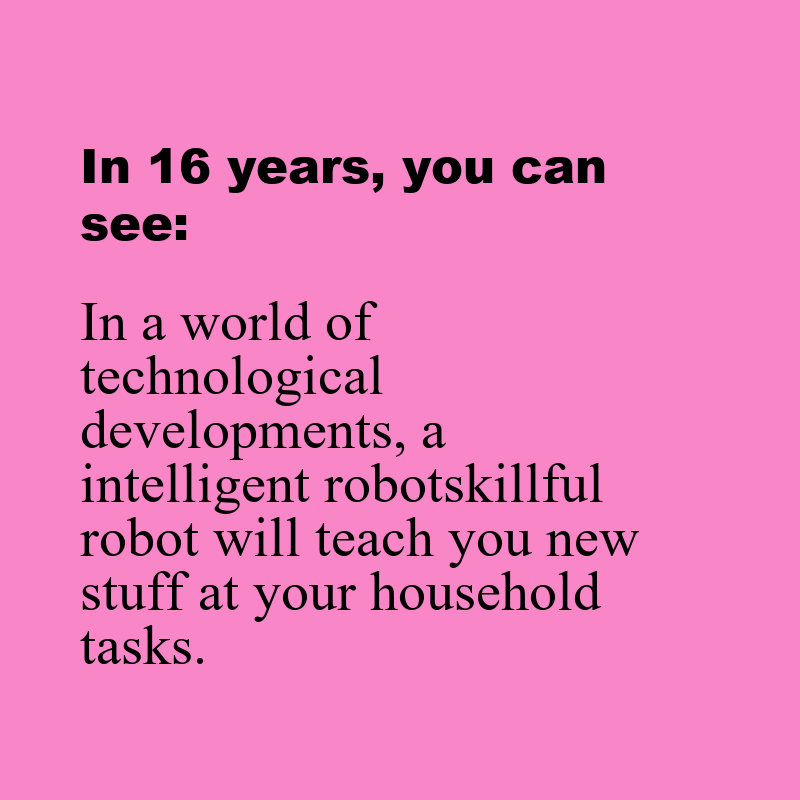 In 16 years, you can
see:
In a world of
technological
developments, a
intelligent robotskillful
robot will teach you new
stuff at your household
tasks.